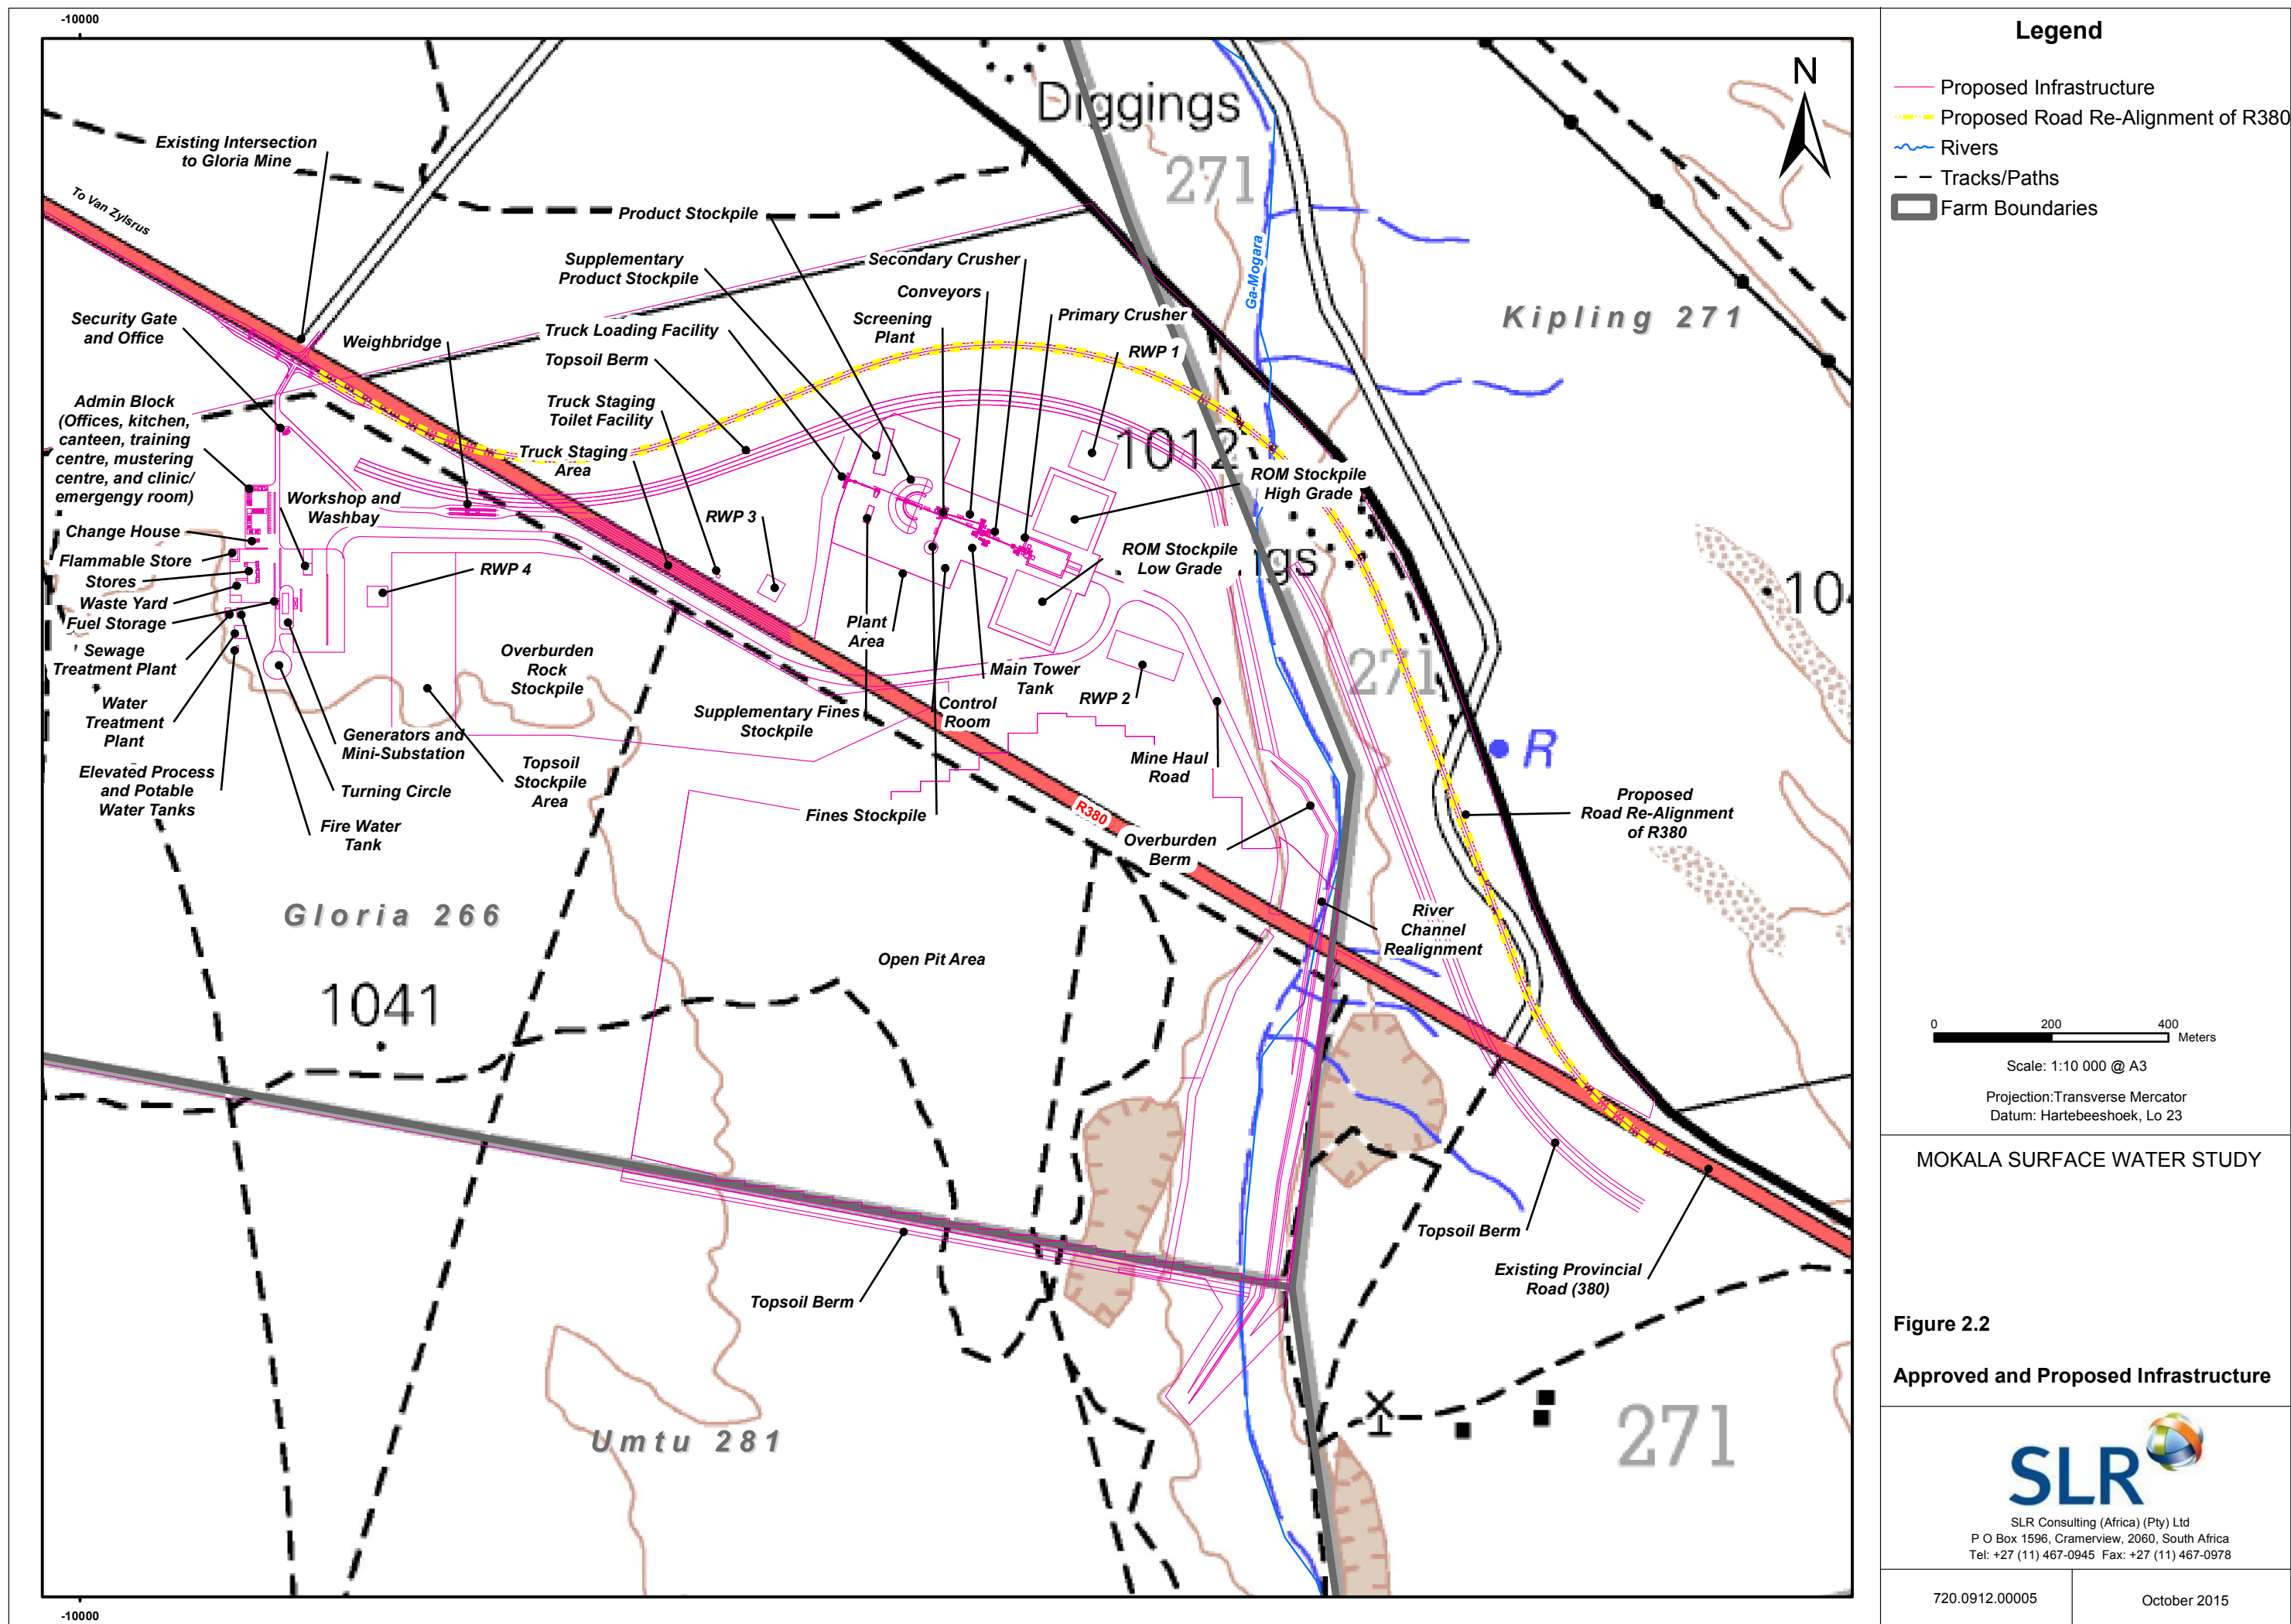 -10000
Diggings
271
N
Existing Intersection
to Gloria Mine
To Van Zylsrus
Product Stockpile
Supplementary
Product Stockpile
Secondary Crusher
Conveyors
Ga-Mogara
Kipling 271
Security Gate
and Office
Weighbridge
Truck Loading Facility
Screening
Plant
Primary Crusher
Topsoil Berm
RWP 1
Admin Block
(Offices, kitchen,
canteen, training
centre, mustering
centre, and clinic/
emergengy room)
Truck Staging
Toilet Facility
Truck Staging
Area
1012
ROM Stockpile
High Grade
Workshop and
Washbay
RWP 3
Change House
Flammable Store
Stores
Waste Yard
Fuel Storage
RWP 4
ROM Stockpile
Low Grade
ngs
104
Sewage
Treatment Plant
Overburden
Rock
Stockpile
Plant
Area
Main Tower
Tank
RWP 2
271
Water
Treatment
Plant
Supplementary Fines
Stockpile
Control
Room
Generators and
Mini-Substation
Topsoil
Stockpile
Area
Mine Haul
Road
R
Elevated Process
and Potable
Water Tanks
Turning Circle
Fines Stockpile
R380
Proposed
Road Re-Alignment
of R380
Fire Water
Tank
Overburden
Berm
Gloria 266
River
Channel
Realignment
Open Pit Area
1041
Topsoil Berm
Topsoil Berm
Existing Provincial
Road (380)
Umtu 281
271
-10000
Legend
Proposed Infrastructure
Proposed Road Re-Alignment of R380
Rivers
Tracks/Paths
Farm Boundaries
0 200 400
Meters
Scale: 1:10 000 @ A3
Projection:Transverse Mercator
Datum: Hartebeeshoek, Lo 23
MOKALA SURFACE WATER STUDY
Figure 2.2
Approved and Proposed Infrastructure
SLR
SLR Consulting (Africa) (Pty) Ltd
P O Box 1596, Cramerview, 2060, South Africa
Tel: +27 (11) 467-0945 Fax: +27 (11) 467-0978
720.0912.00005
October 2015